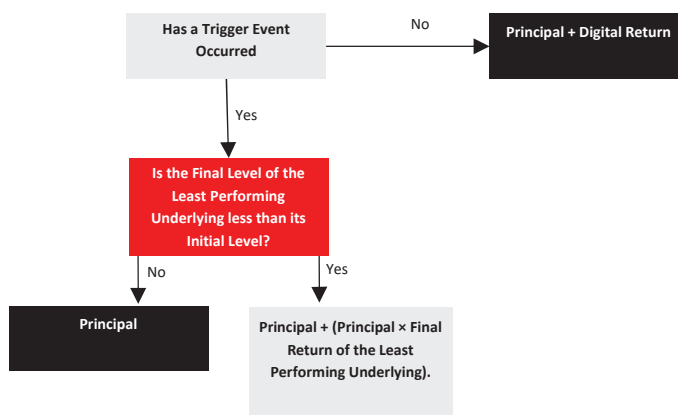 Has a Trigger Event
Occurred
No
Principal + Digital Return
Yes
Is the Final Level of the
Least Performing
Underlying less than its
Initial Level?
No
Yes
Principal
Principal + (Principal × Final
Return of the Least
Performing Underlying).